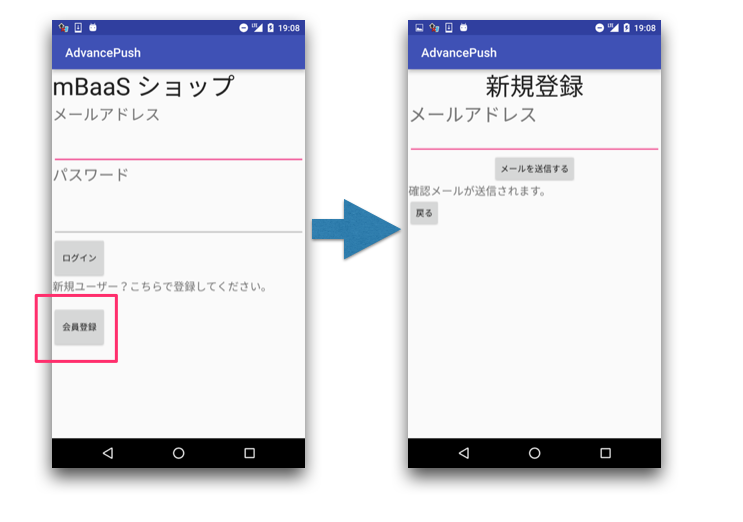 19:08
AdvancePush
mBaaS ショップ
メールアドレス
パスワード
ログイン
新規ユーザー？こちらで登録してください。
会員登録
19:08
AdvancePush
新規登録
メールアドレス
メールを送信する
確認メールが送信されます。
戻る